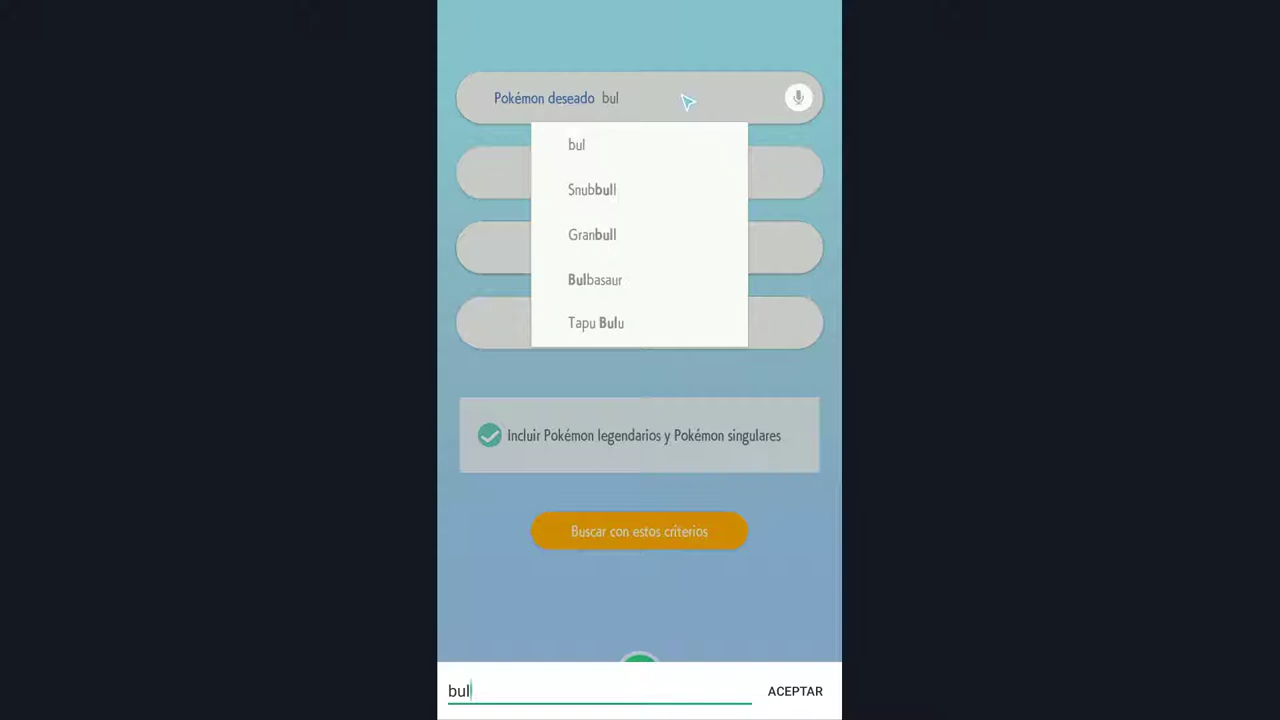 Pokémon deseado bul
bul
Snubbull
Granbull
Bulbasaur
Tapu Bulu
Incluir Pokémon legendarios y Pokémon singulares
Buscar con estos criterios
bul
ACEPTAR